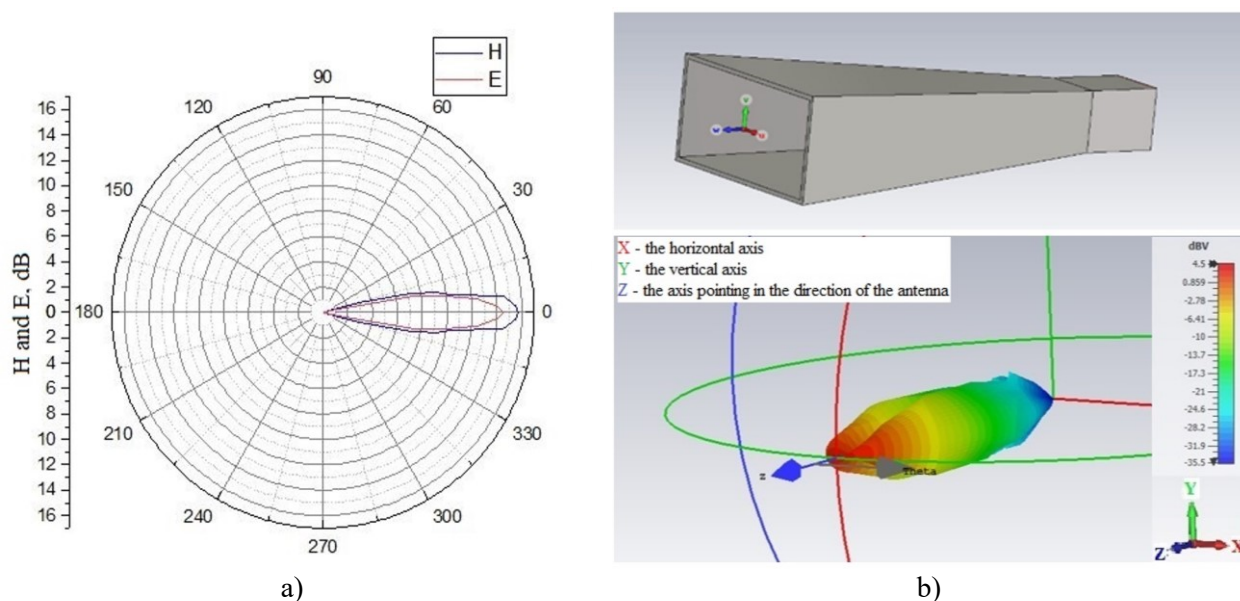 H
E
90
120
60
150
30
180
0
210
330
240
300
270
16
14
12
10
8
6
4
2
0
2
4
6
8
10
12
14
16
H and E, dB
a)
X - the horizontal axis
Y - the vertical axis
Z - the axis pointing in the direction of the antenna
dBV
4.5
0.859
-2.78
-6.41
-10
-13.7
-17.3
-21
-24.6
-28.2
-31.9
-35.5
z
Theta
Y
Z
X
b)